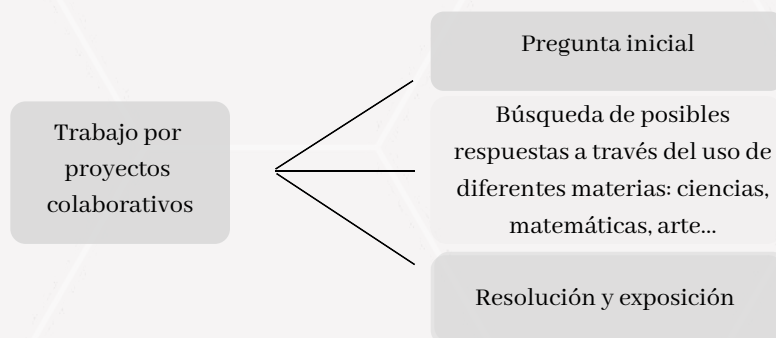 Trabajo por
proyectos
colaborativos
Pregunta inicial
Búsqueda de posibles
respuestas a través del uso de
diferentes materias: ciencias,
matemáticas, arte...
Resolución y exposición